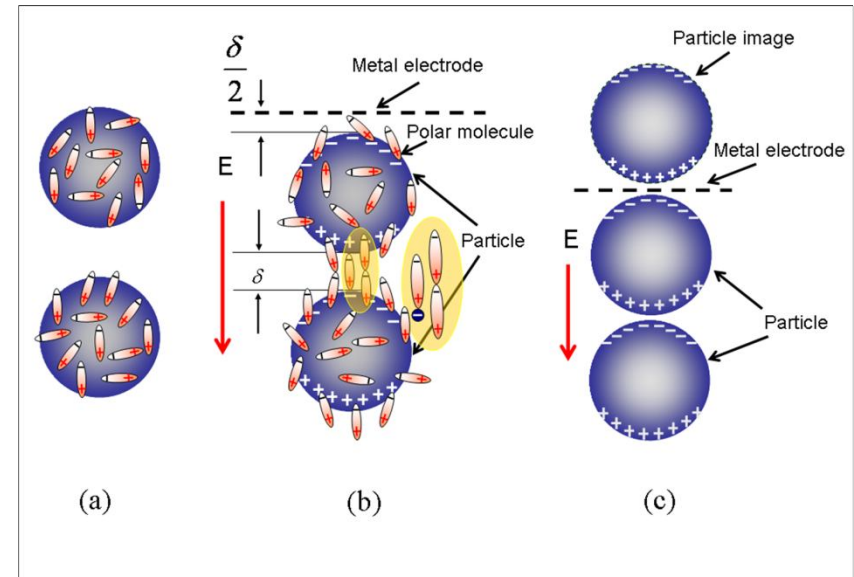 δ/2
Metal electrode
Polar molecule
E
Particle
δ
Particle image
Metal electrode
E
Particle
(a)
(b)
(c)